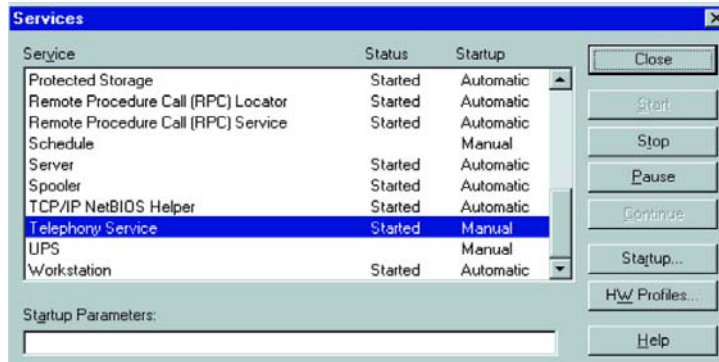 Services
Service Status Startup
Protected Storage Started Automatic
Remote Procedure Call (RPC) Locator Started Automatic
Remote Procedure Call (RPC) Service Started Automatic
Schedule Manual
Server Started Automatic
Spooler Started Automatic
TCP/IP NetBIOS Helper Started Automatic
Telephony Service Started Manual
UPS Manual
Workstation Started Automatic
Startup Parameters:
Close
Start
Stop
Pause
Continue
Startup...
HW Profiles...
Help